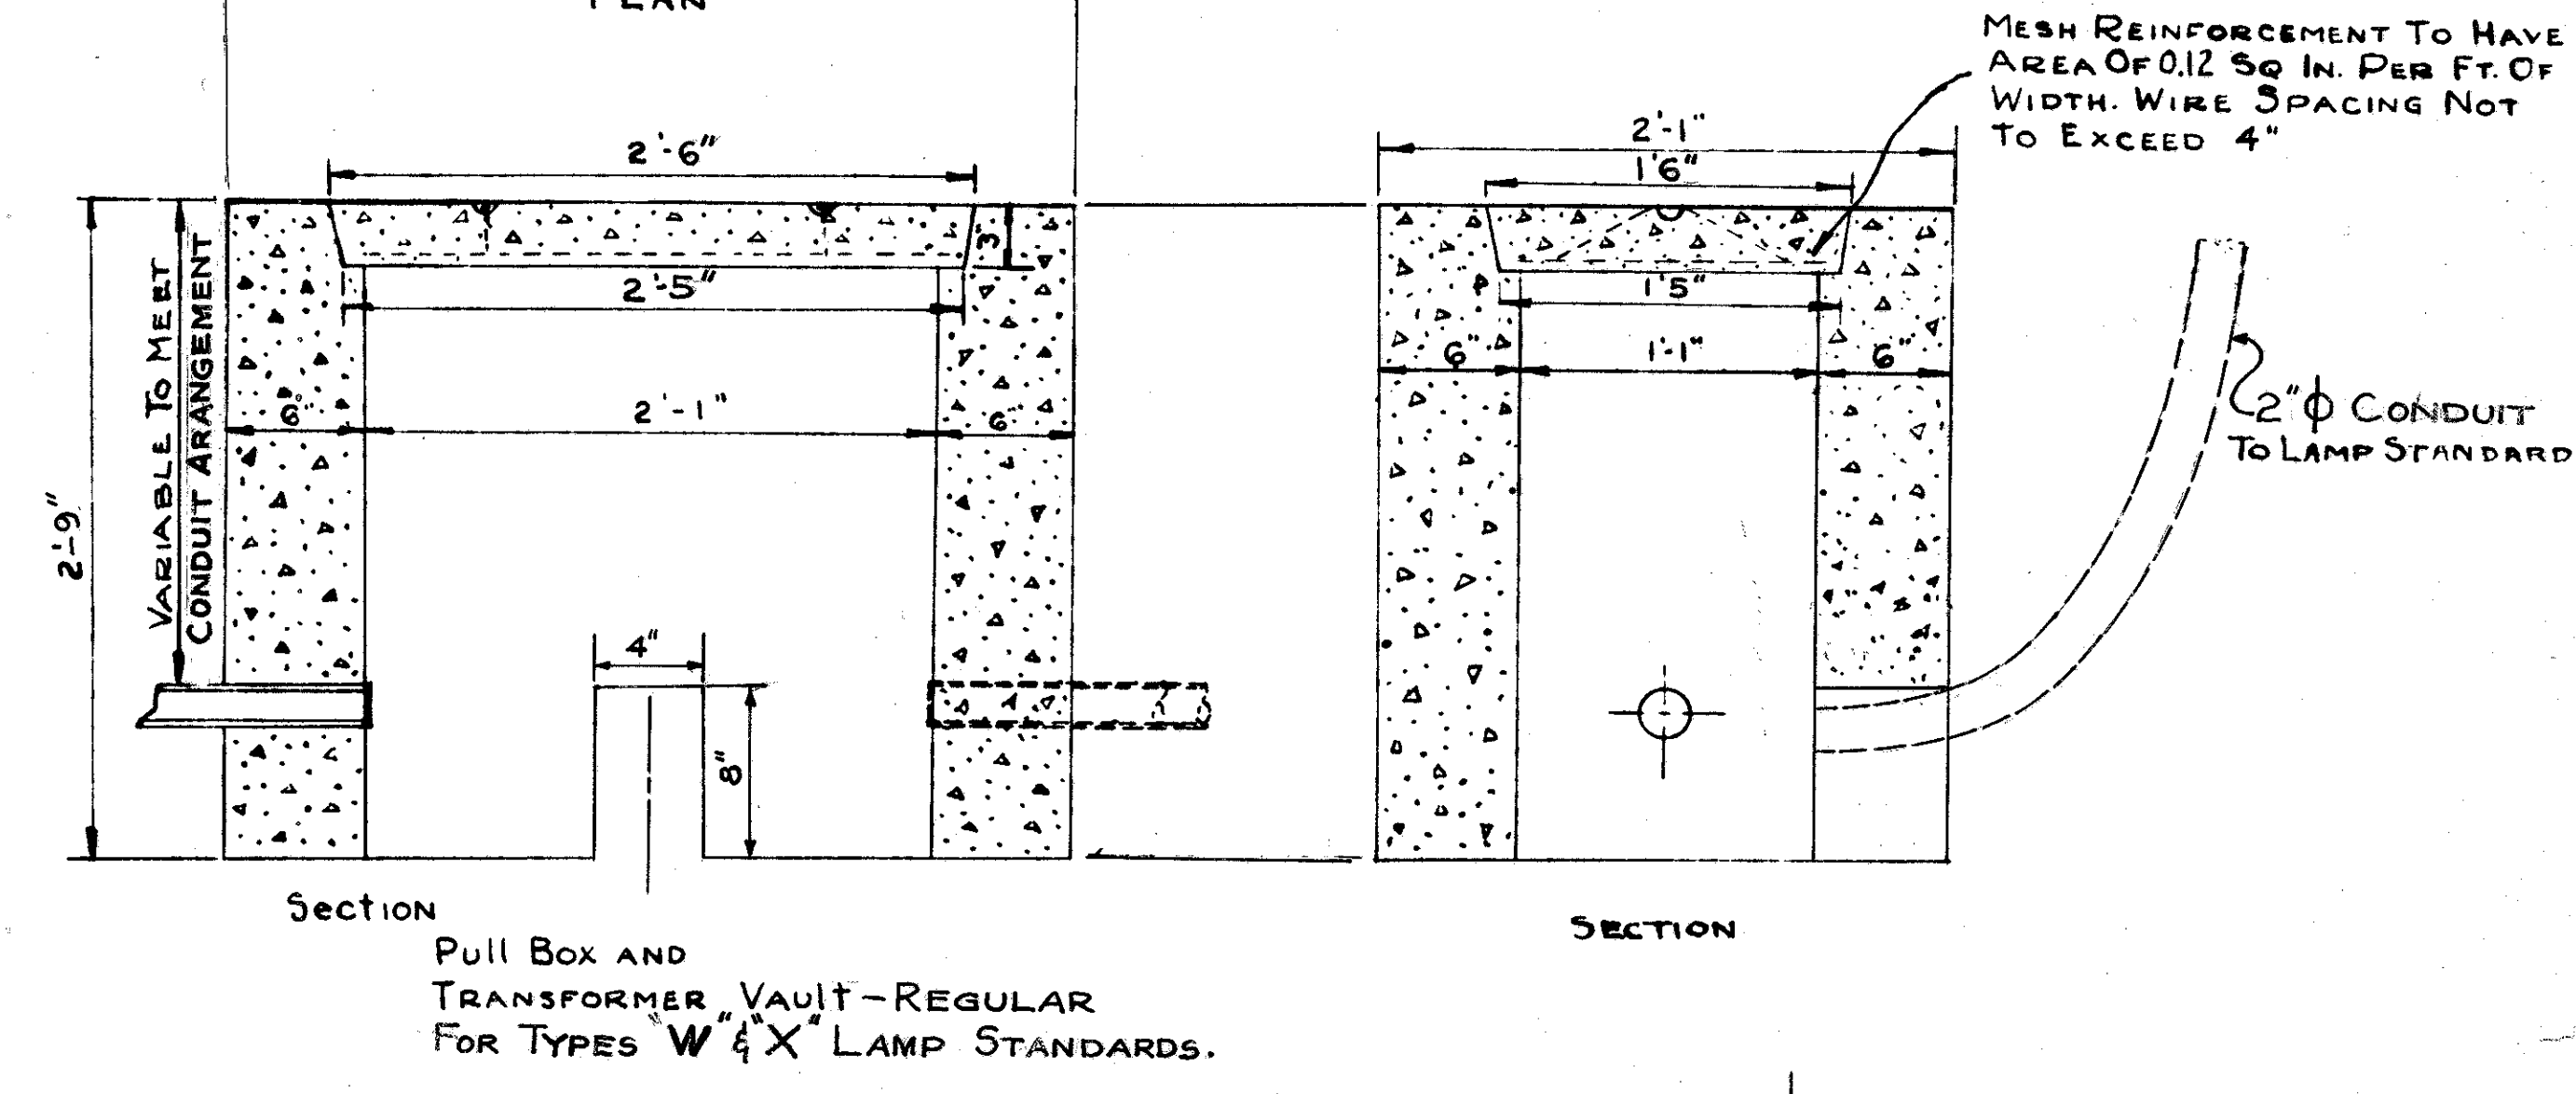 PLAN
MESH REINFORCEMENT TO HAVE
AREA OF 0.12 SQ IN. PER FT. OF
WIDTH. WIRE SPACING NOT
TO EXCEED 4"
2'-6"
2'-1"
1'6"
3"
2'-5"
1'5"
VARIABLE TO MEET
CONDUIT ARANGEMENT
6"
2'-1"
6"
6"
1'-1"
6"
2"ϕ CONDUIT
TO LAMP STANDARD
2'-9"
4"
8"
Section
SECTION
Pull BOX AND
TRANSFORMER VAUlt-REGULAR
FOR TYPES "W" & "X" LAMP STANDARDS.